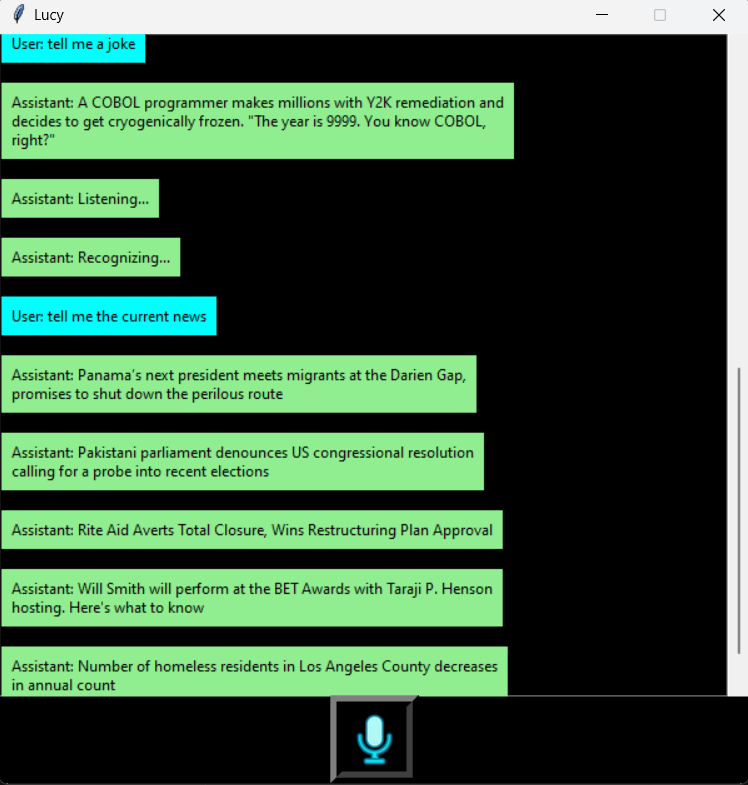 Lucy
User: tell me a joke
Assistant: A COBOL programmer makes millions with Y2K remediation and
decides to get cryogenically frozen. "The year is 9999. You know COBOL,
right?"
Assistant: Listening...
Assistant: Recognizing...
User: tell me the current news
Assistant: Panama's next president meets migrants at the Darien Gap,
promises to shut down the perilous route
Assistant: Pakistani parliament denounces US congressional resolution
calling for a probe into recent elections
Assistant: Rite Aid Averts Total Closure, Wins Restructuring Plan Approval
Assistant: Will Smith will perform at the BET Awards with Taraji P. Henson
hosting. Here's what to know
Assistant: Number of homeless residents in Los Angeles County decreases
in annual count